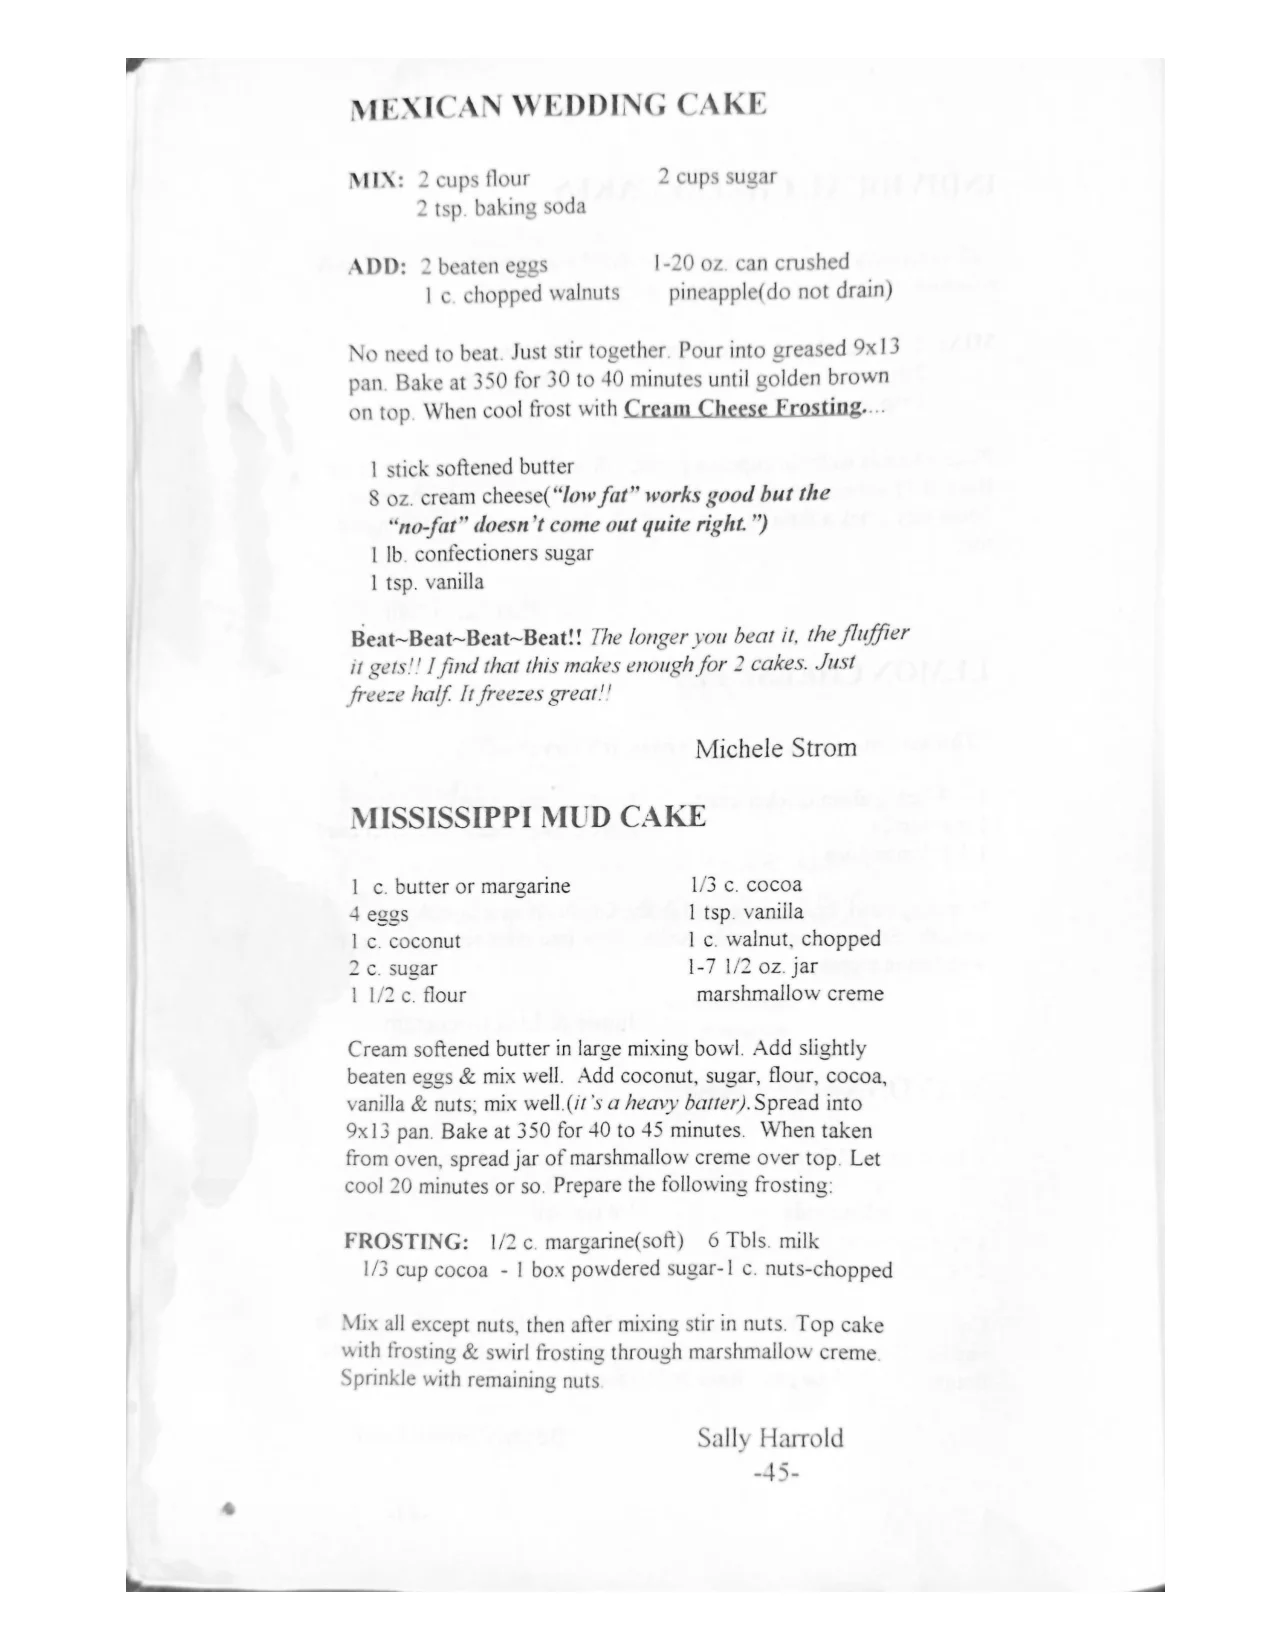 MEXICAN WEDDING CAKE
MIX: 2 cups flour 2 cups sugar
2 tsp. baking soda
ADD: 2 beaten eggs 1-20 oz. can crushed
1 c. chopped walnuts pineapple(do not drain)
No need to beat. Just stir together. Pour into greased 9x13
pan. Bake at 350 for 30 to 40 minutes until golden brown
on top. When cool frost with Cream Cheese Frosting....
1 stick softened butter
8 oz. cream cheese("low fat" works good but the
"no-fat" doesn't come out quite right.")
1 lb. confectioners sugar
1 tsp. vanilla
Beat~Beat~Beat~Beat!! The longer you beat it, the fluffier
it gets!! I find that this makes enough for 2 cakes. Just
freeze half. It freezes great!!
Michele Strom
MISSISSIPPI MUD CAKE
1 c. butter or margarine 1/3 c. cocoa
4 eggs 1 tsp. vanilla
1 c. coconut 1 c. walnut, chopped
2 c. sugar 1-7 1/2 oz. jar
1 1/2 c. flour marshmallow creme
Cream softened butter in large mixing bowl. Add slightly
beaten eggs & mix well. Add coconut, sugar, flour, cocoa,
vanilla & nuts; mix well.(it's a heavy batter).Spread into
9x13 pan. Bake at 350 for 40 to 45 minutes. When taken
from oven, spread jar of marshmallow creme over top. Let
cool 20 minutes or so. Prepare the following frosting:
FROSTING: 1/2 c. margarine(soft) 6 Tbls. milk
1/3 cup cocoa - 1 box powdered sugar-1 c. nuts-chopped
Mix all except nuts, then after mixing stir in nuts. Top cake
with frosting & swirl frosting through marshmallow creme.
Sprinkle with remaining nuts.
Sally Harrold
-45-